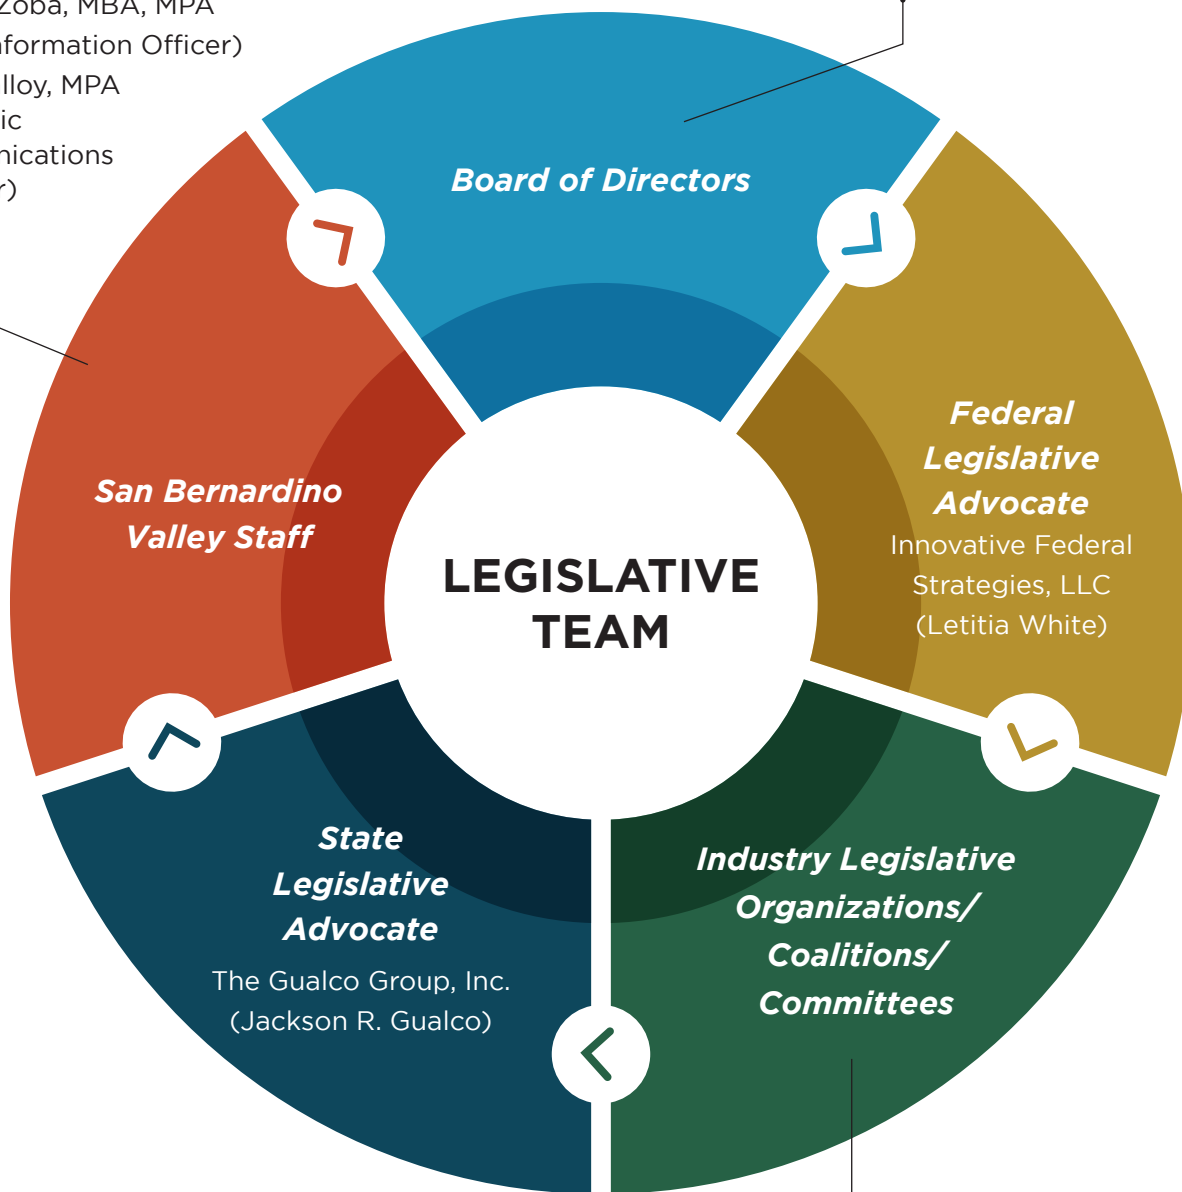 Zoba, MBA, MPA
nformation Officer)
lloy, MPA
ic
nications
r)
Board of Directors
San Bernardino
Valley Staff
Federal
Legislative
Advocate
Innovative Federal
Strategies, LLC
(Letitia White)
LEGISLATIVE
TEAM
State
Legislative
Advocate
The Gualco Group, Inc.
(Jackson R. Gualco)
Industry Legislative
Organizations/
Coalitions/
Committees